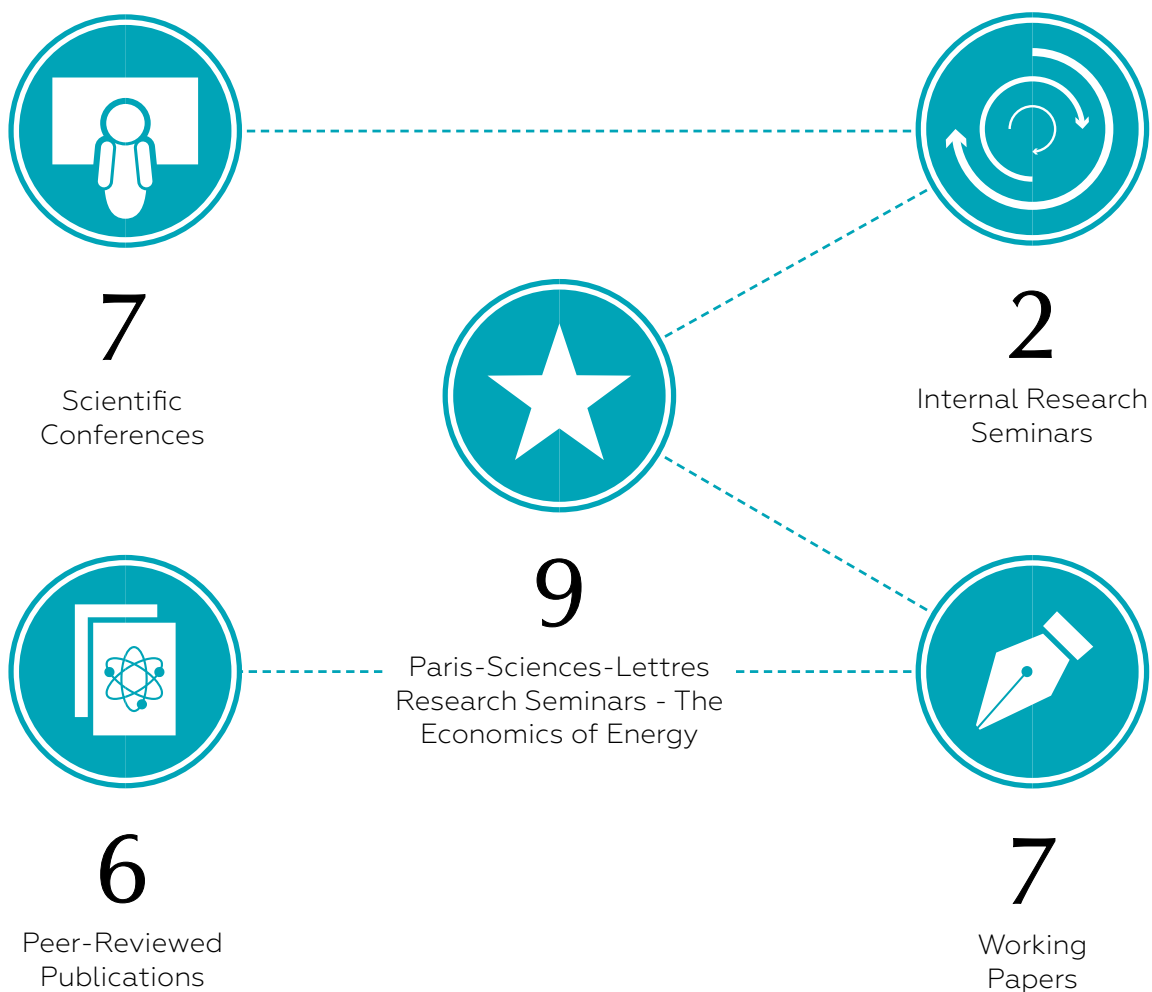 7
Scientific
Conferences
2
Internal Research
Seminars
9
Paris-Sciences-Lettres
Research Seminars - The
Economics of Energy
6
Peer-Reviewed
Publications
7
Working
Papers